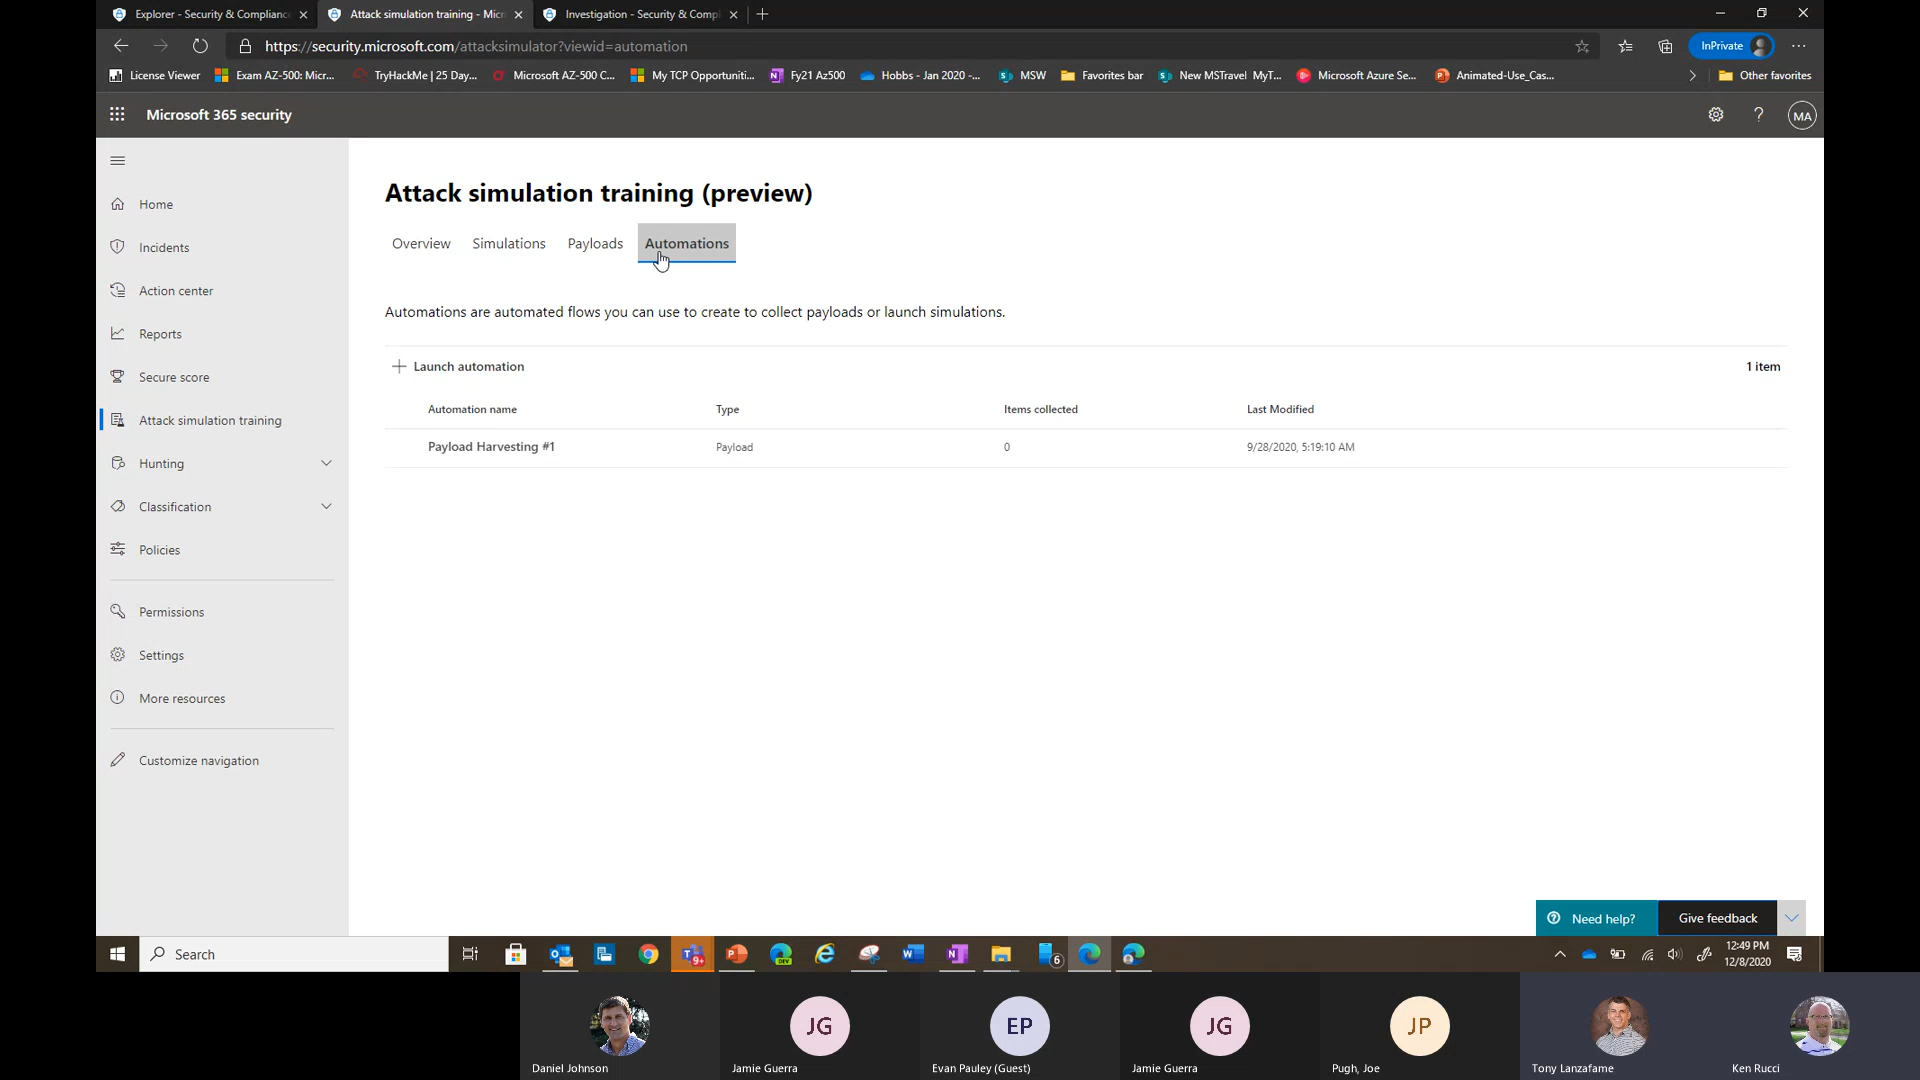 Explorer - Security & Compliance
Attack simulation training - Micr
Investigation - Security & Compl
https://security.microsoft.com/attacksimulator?viewid=automation
InPrivate
License Viewer
Exam AZ-500: Micr...
TryHackMe | 25 Day...
Microsoft AZ-500 C...
My TCP Opportuniti...
Fy21 Az500
Hobbs - Jan 2020 -...
MSW
Favorites bar
New MSTravel MyT...
Microsoft Azure Se...
Animated-Use_Cas...
Other favorites
Microsoft 365 security
?
MA
Home
Incidents
Action center
Reports
Secure score
Attack simulation training
Hunting
Classification
Policies
Permissions
Settings
More resources
Customize navigation
Attack simulation training (preview)
Overview
Simulations
Payloads
Automations
Automations are automated flows you can use to create to collect payloads or launch simulations.
Launch automation
1 item
Automation name
Type
Items collected
Last Modified
Payload Harvesting #1
Payload
0
9/28/2020, 5:19:10 AM
Need help?
Give feedback
Search
9+
DEV
6
12:49 PM
12/8/2020
JG
EP
JG
JP
Daniel Johnson
Jamie Guerra
Evan Pauley (Guest)
Jamie Guerra
Pugh, Joe
Tony Lanzafame
Ken Rucci